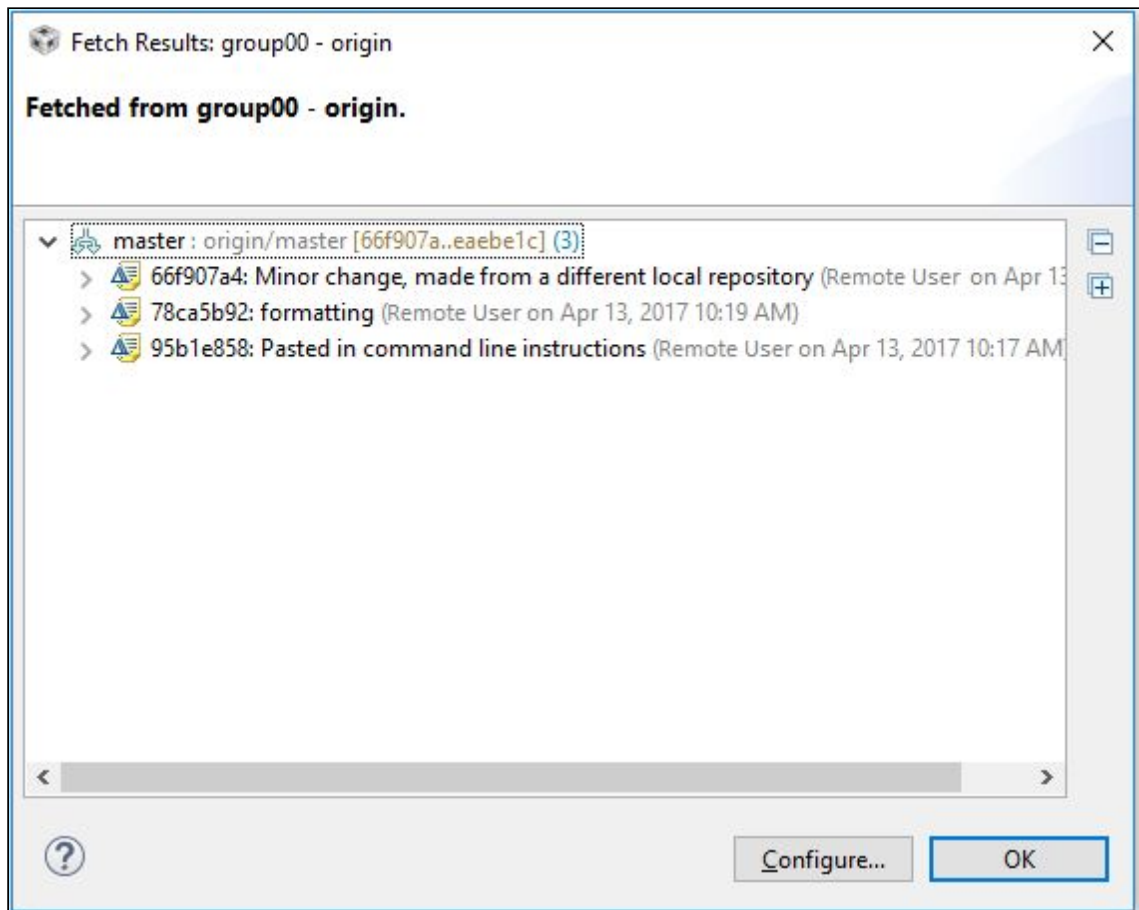 Fetch Results: group00 - origin
Fetched from group00 - origin.
master : origin/master [66f907a..eaebe1c] (3)
66f907a4: Minor change, made from a different local repository (Remote User on Apr 13
78ca5b92: formatting (Remote User on Apr 13, 2017 10:19 AM)
95b1e858: Pasted in command line instructions (Remote User on Apr 13, 2017 10:17 AM
Configure...
OK